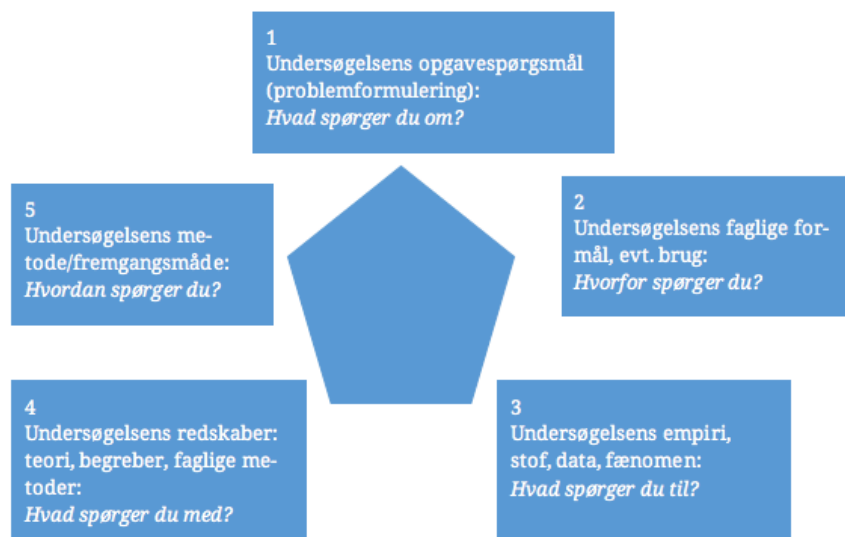 1
Undersøgelsens opgavespørgsmål
(problemformulering):
Hvad spørger du om?
2
Undersøgelsens faglige for-
mål, evt. brug:
Hvorfor spørger du?
3
Undersøgelsens empiri,
stof, data, fænomen:
Hvad spørger du til?
4
Undersøgelsens redskaber:
teori, begreber, faglige me-
toder:
Hvad spørger du med?
5
Undersøgelsens me-
tode/fremgangsmåde:
Hvordan spørger du?